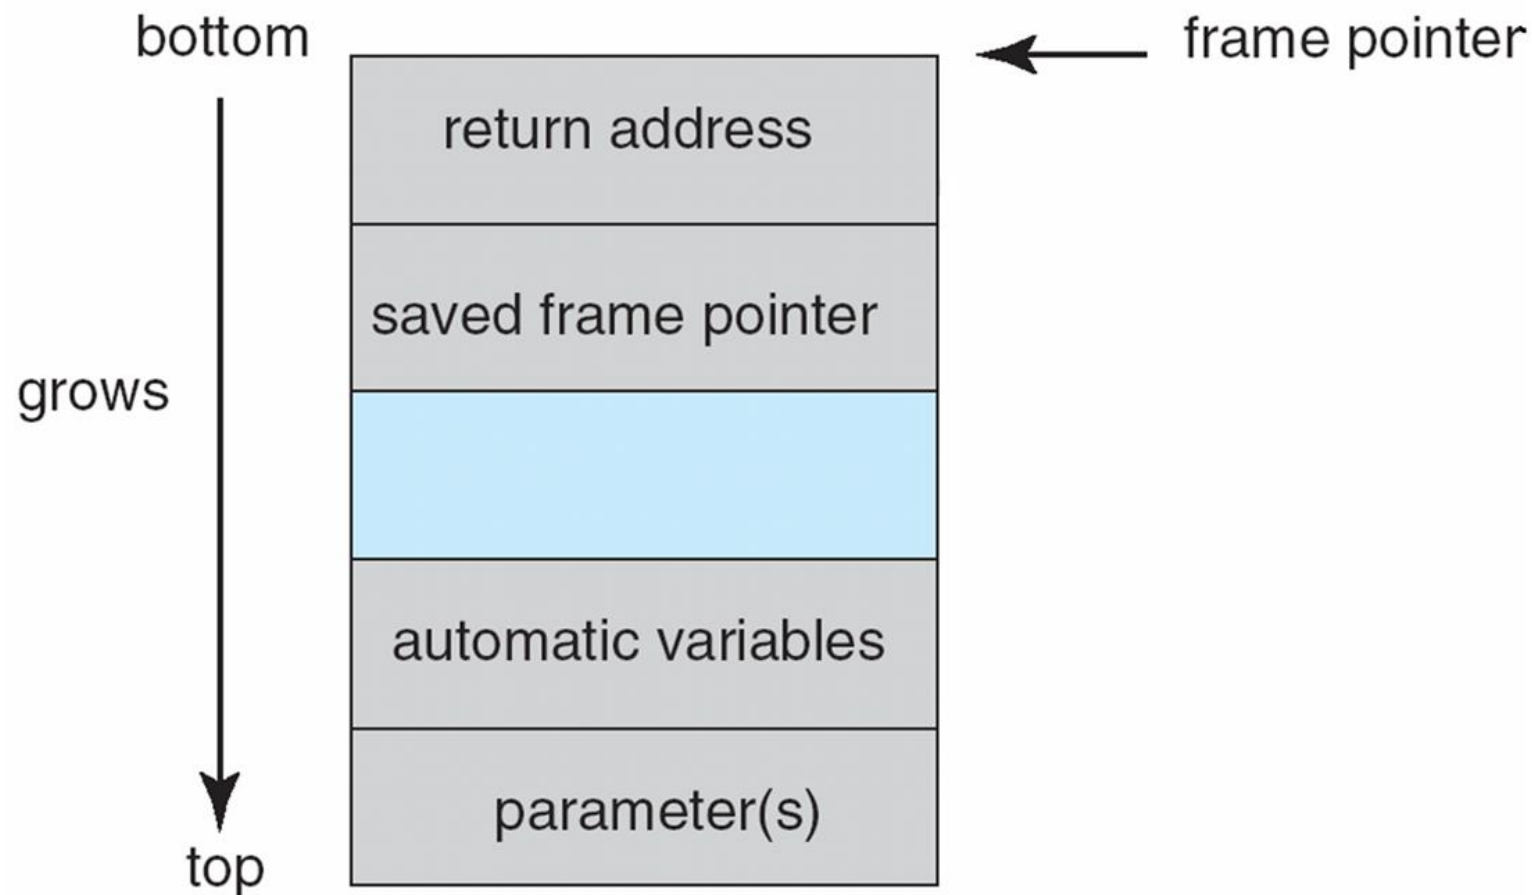 bottom
frame pointer
return address
saved frame pointer
grows
automatic variables
parameter(s)
top